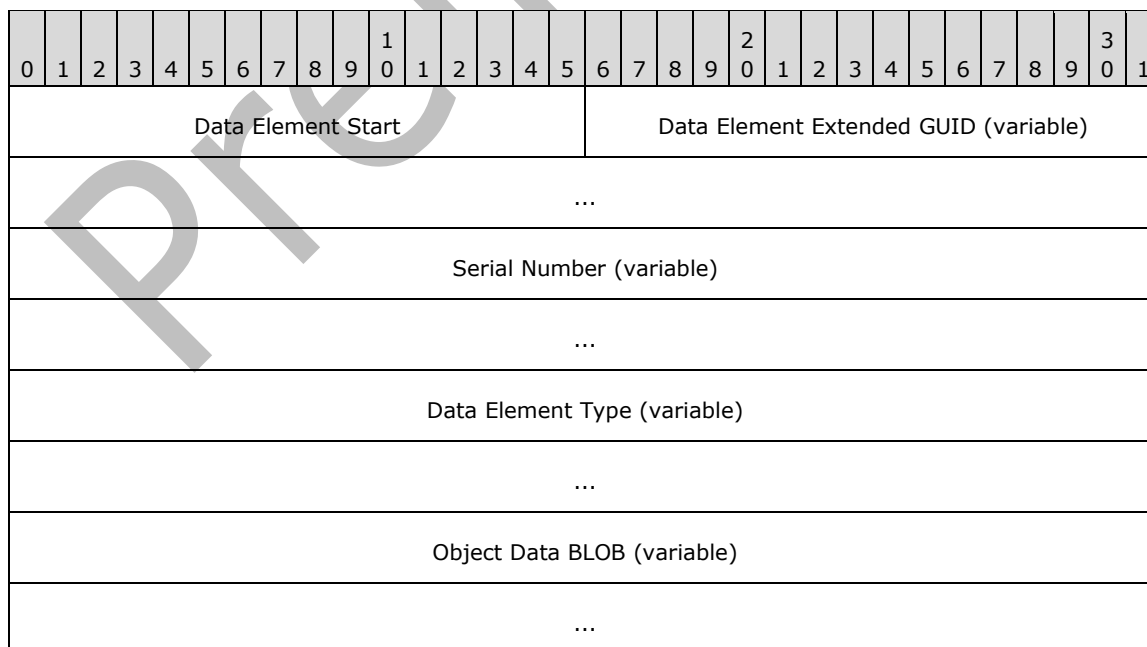 1 2 3
0 1 2 3 4 5 6 7 8 9 0 1 2 3 4 5 6 7 8 9 0 1 2 3 4 5 6 7 8 9 0 1
Data Element Start Data Element Extended GUID (variable)
...
Serial Number (variable)
...
Data Element Type (variable)
...
Object Data BLOB (variable)
...
Pre